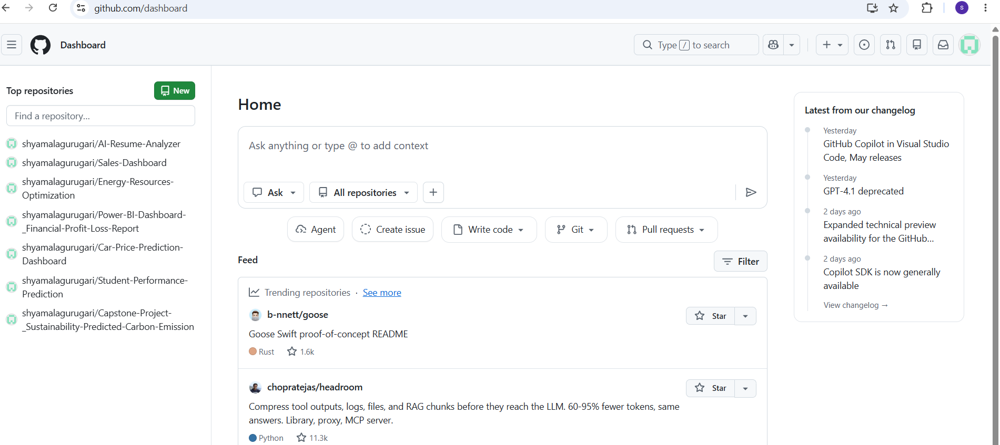 github.com/dashboard
S
Dashboard
Type / to search
Top repositories
New
Find a repository...
shyamalagurugari/AI-Resume-Analyzer
shyamalagurugari/Sales-Dashboard
shyamalagurugari/Energy-Resources-
Optimization
shyamalagurugari/Power-BI-Dashboard-
_Financial-Profit-Loss-Report
shyamalagurugari/Car-Price-Prediction-
Dashboard
shyamalagurugari/Student-Performance-
Prediction
shyamalagurugari/Capstone-Project-
_Sustainability-Predicted-Carbon-Emission
Home
Ask anything or type @ to add context
Ask
All repositories
Agent
Create issue
Write code
Git
Pull requests
Feed
Filter
Trending repositories · See more
b-nnett/goose
Star
Goose Swift proof-of-concept README
Rust
1.6k
chopratejas/headroom
Star
Compress tool outputs, logs, files, and RAG chunks before they reach the LLM. 60-95% fewer tokens, same
answers. Library, proxy, MCP server.
Python
11.3k
Latest from our changelog
Yesterday
GitHub Copilot in Visual Studio
Code, May releases
Yesterday
GPT-4.1 deprecated
2 days ago
Expanded technical preview
availability for the GitHub...
2 days ago
Copilot SDK is now generally
available
View changelog →